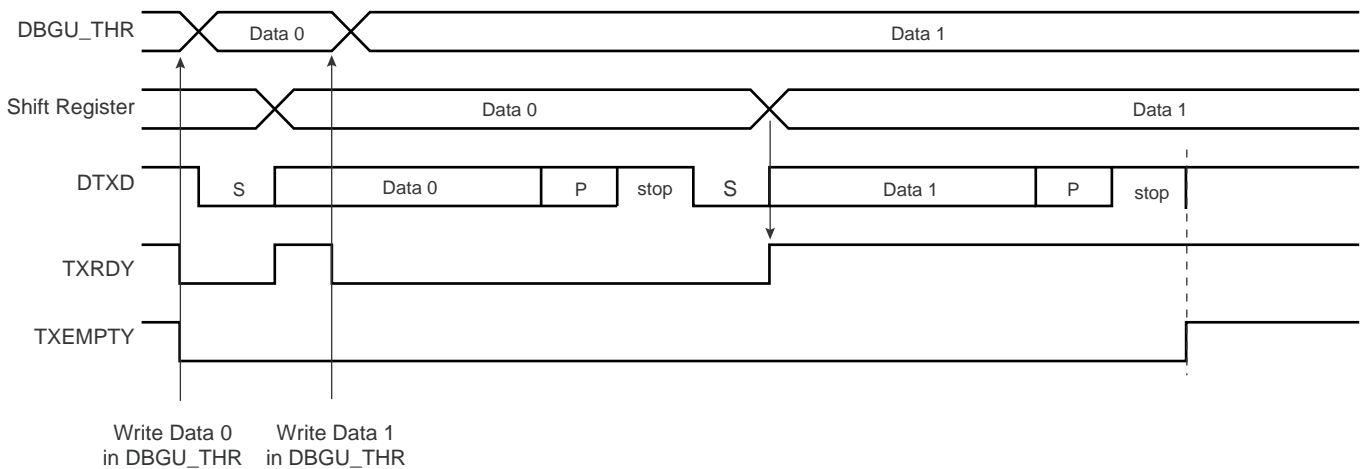 DBGU_THR Data 0 Data 1
Shift Register Data 0 Data 1
DTXD S Data 0 P stop S Data 1 P stop
TXRDY
TXEMPTY
Write Data 0 Write Data 1
in DBGU_THR in DBGU_THR